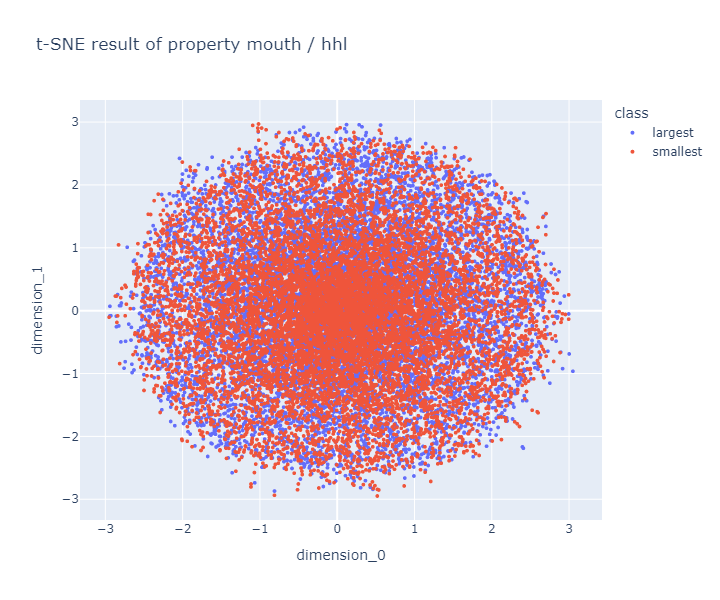 t-SNE result of property mouth / hhl
class
largest
smallest
3
2
1
0
−1
−2
−3
dimension_1
−3
−2
−1
0
1
2
3
dimension_0